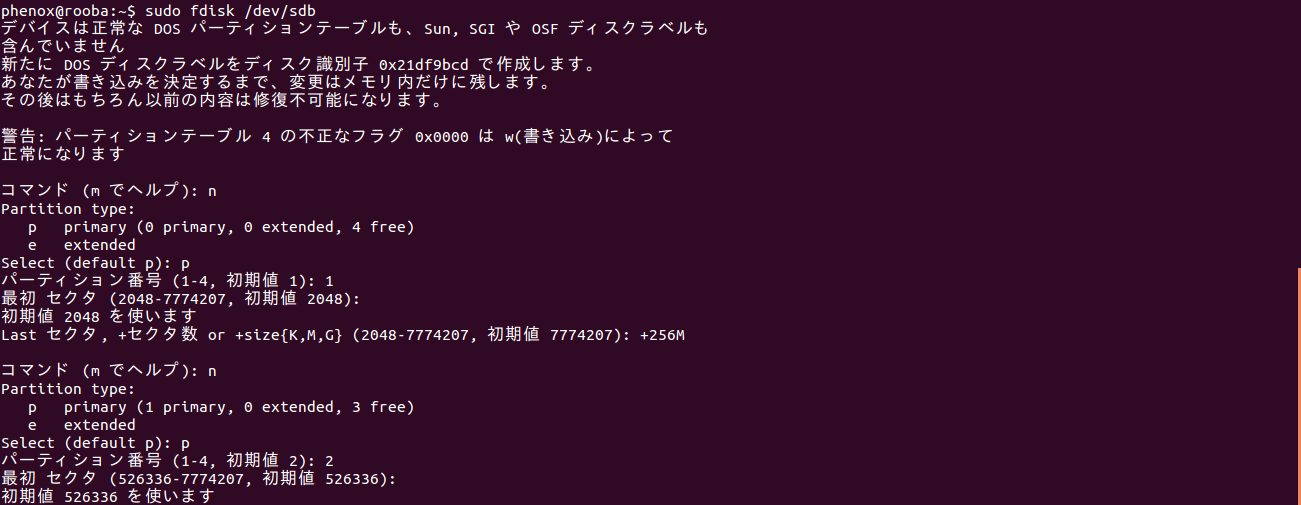 phenox@rooba:~$ sudo fdisk /dev/sdb
デバイスは正常な DOS パーティションテーブルも、Sun, SGI や OSF ディスクラベルも
含んでいません
新たに DOS ディスクラベルをディスク識別子 0x21df9bcd で作成します。
あなたが書き込みを決定するまで、変更はメモリ内だけに残します。
その後はもちろん以前の内容は修復不可能になります。
警告: パーティションテーブル 4 の不正なフラグ 0x0000 は w(書き込み)によって
正常になります
コマンド (m でヘルプ): n
Partition type:
   p   primary (0 primary, 0 extended, 4 free)
   e   extended
Select (default p): p
パーティション番号 (1-4, 初期値 1): 1
最初 セクタ (2048-7774207, 初期値 2048):
初期値 2048 を使います
Last セクタ, +セクタ数 or +size{K,M,G} (2048-7774207, 初期値 7774207): +256M
コマンド (m でヘルプ): n
Partition type:
   p   primary (1 primary, 0 extended, 3 free)
   e   extended
Select (default p): p
パーティション番号 (1-4, 初期値 2): 2
最初 セクタ (526336-7774207, 初期値 526336):
初期値 526336 を使います